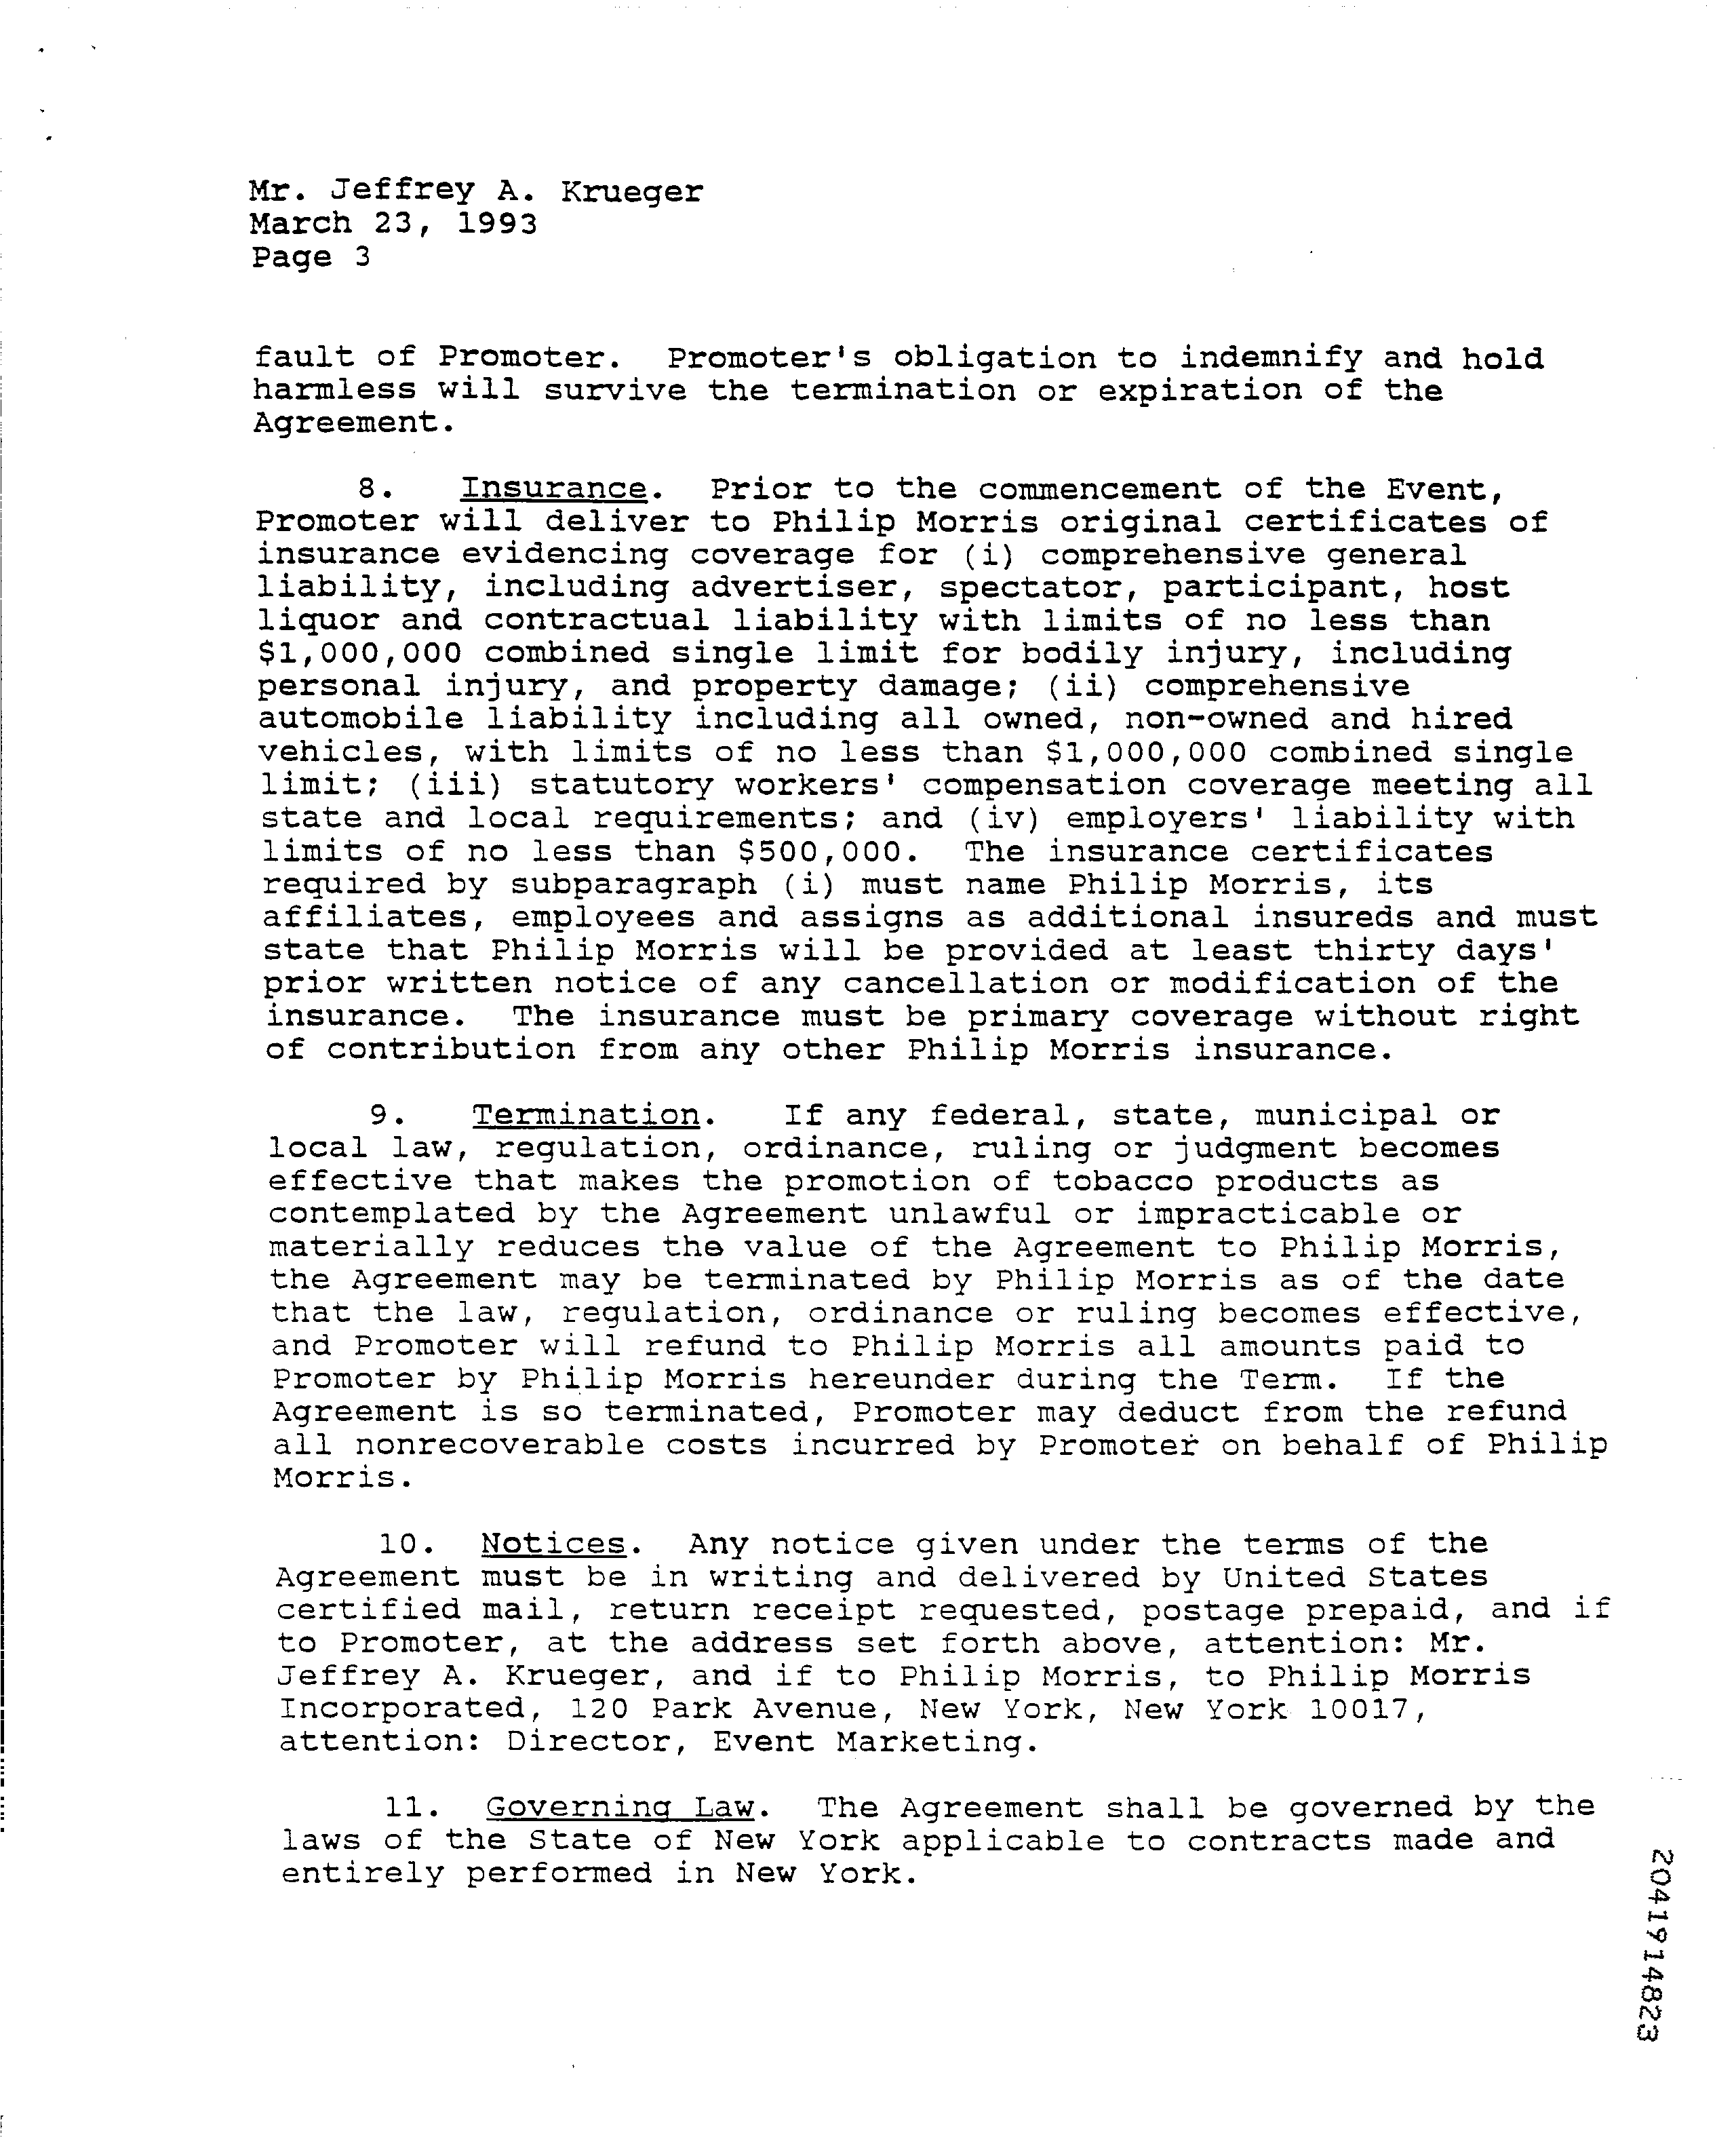 Mr. Jeffrey A. Krueger
March 23, 1993
Page 3
fault of Promoter. Promoter's obligation to indemnify and hold
harmless will survive the termination or expiration of the
Agreement.
8. Insurance. Prior to the commencement of the Event,
Promoter will deliver to Philip Morris original certificates of
insurance evidencing coverage for (i) comprehensive general
liability, including advertiser, spectator, participant, host
liquor and contractual liability with limits of no less than
$1,000,000 combined single limit for bodily injury, including
personal injury, and property damage; (ii) comprehensive
automobile liability including all owned, non-owned and hired
vehicles, with limits of no less than $1,000,000 combined single
limit; (iii) statutory workers' compensation coverage meeting all
state and local requirements; and (iv) employers' liability with
limits of no less than $500,000. The insurance certificates
required by subparagraph (i) must name Philip Morris, its
affiliates, employees and assigns as additional insureds and must
state that Philip Morris will be provided at least thirty days'
prior written notice of any cancellation or modification of the
insurance. The insurance must be primary coverage without right
of contribution from any other Philip Morris insurance.
9. Termination. If any federal, state, municipal or
local law, regulation, ordinance, ruling or judgment becomes
effective that makes the promotion of tobacco products as
contemplated by the Agreement unlawful or impracticable or
materially reduces the value of the Agreement to Philip Morris,
the Agreement may be terminated by Philip Morris as of the date
that the law, regulation, ordinance or ruling becomes effective,
and Promoter will refund to Philip Morris all amounts paid to
Promoter by Philip Morris hereunder during the Term. If the
Agreement is so terminated, Promoter may deduct from the refund
all nonrecoverable costs incurred by Promoter on behalf of Philip
Morris.
10. Notices. Any notice given under the terms of the
Agreement must be in writing and delivered by United States
certified mail, return receipt requested, postage prepaid, and if
to Promoter, at the address set forth above, attention: Mr.
Jeffrey A. Krueger, and if to Philip Morris, to Philip Morris
Incorporated, 120 Park Avenue, New York, New York 10017,
attention: Director, Event Marketing.
11. Governing Law. The Agreement shall be governed by the
laws of the State of New York applicable to contracts made and
entirely performed in New York.
2041914823